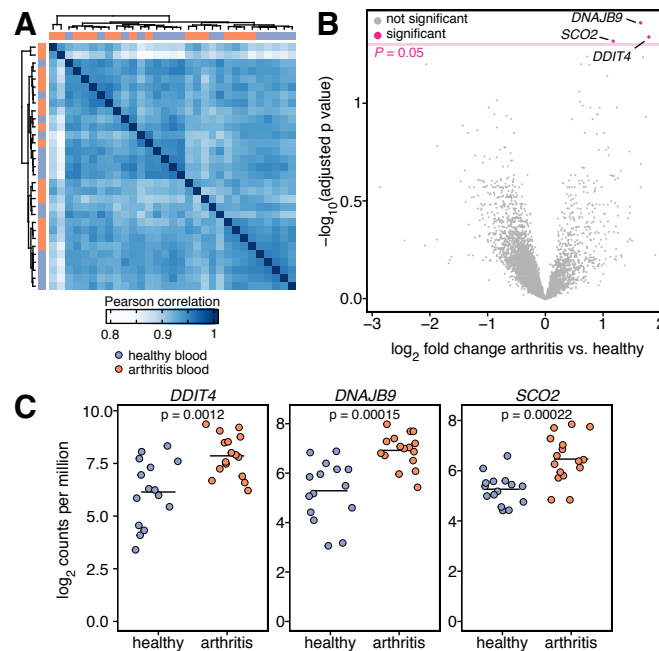 A
Pearson correlation
0.8 0.9 1
healthy blood
arthritis blood
B
not significant
significant
P = 0.05
DNAJB9
SCO2
DDIT4
1
0.5
0.0
−3 −2 −1 0 1 2
−log10(adjusted p value)
log2 fold change arthritis vs. healthy
C
DDIT4
p = 0.0012
10.0
7.5
5.0
2.5
0.0
log2 counts per million
healthy arthritis
DNAJB9
p = 0.00015
8
6
4
2
0
healthy arthritis
SCO2
p = 0.00022
8
6
4
2
0
healthy arthritis